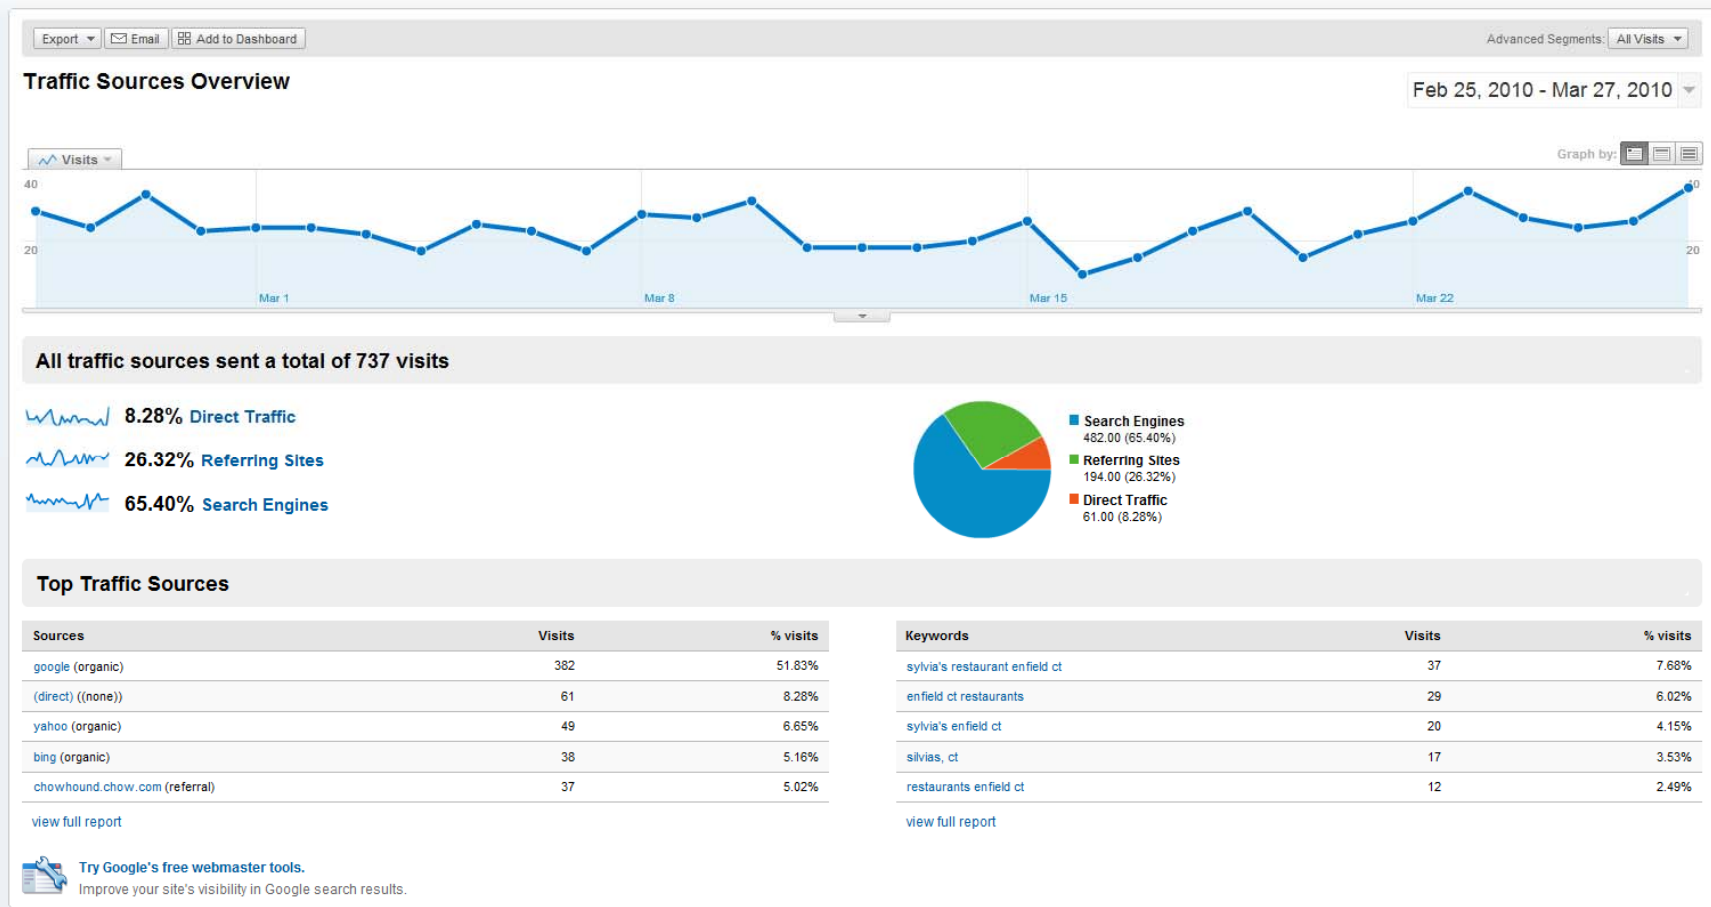 Export Email Add to Dashboard Advanced Segments: All Visits
Traffic Sources Overview
Feb 25, 2010 - Mar 27, 2010
Visits
Graph by:
40
20
20
Mar 1 Mar 8 Mar 15 Mar 22
All traffic sources sent a total of 737 visits
8.28% Direct Traffic
26.32% Referring Sites
65.40% Search Engines
Search Engines
482.00 (65.40%)
Referring Sites
194.00 (26.32%)
Direct Traffic
61.00 (8.28%)
Top Traffic Sources
Sources Visits % visits
google (organic) 382 51.83%
(direct) ((none)) 61 8.28%
yahoo (organic) 49 6.65%
bing (organic) 38 5.16%
chowhound.chow.com (referral) 37 5.02%
view full report
Keywords Visits % visits
sylvia's restaurant enfield ct 37 7.68%
enfield ct restaurants 29 6.02%
sylvia's enfield ct 20 4.15%
silvias, ct 17 3.53%
restaurants enfield ct 12 2.49%
view full report
Try Google's free webmaster tools.
Improve your site's visibility in Google search results.